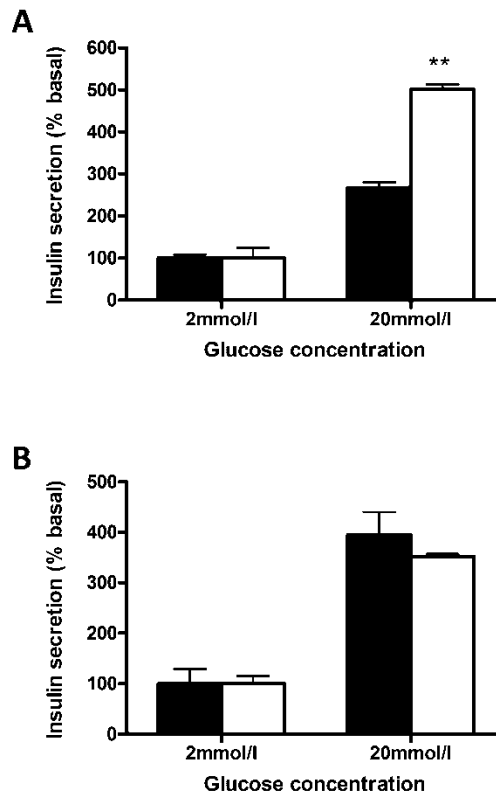 A
Insulin secretion (% basal)
600
500
400
300
200
100
0
**
2mmol/l
20mmol/l
Glucose concentration
B
Insulin secretion (% basal)
500
400
300
200
100
0
2mmol/l
20mmol/l
Glucose concentration